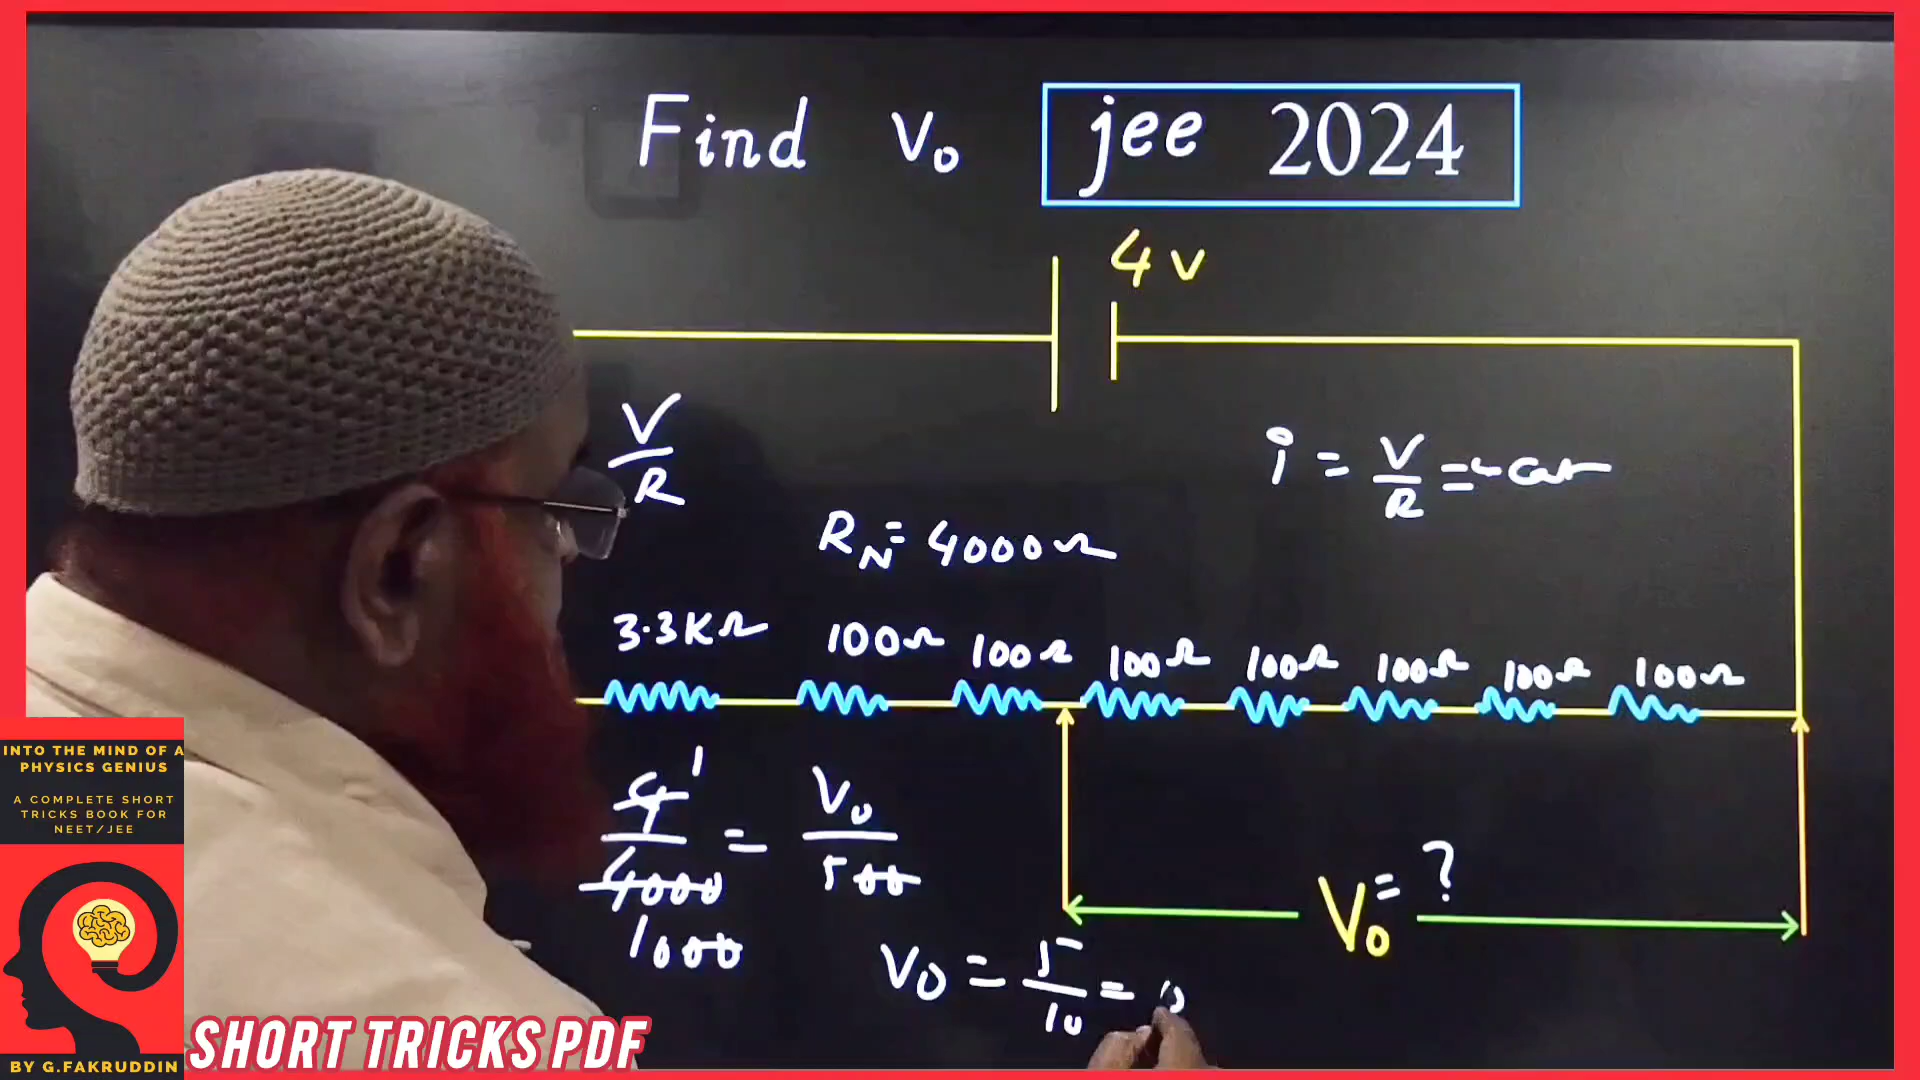 Find V₀ jee 2024
4 V
V
R
i = V/R =
R_N = 4000 Ω
3.3KΩ 100Ω 100Ω 100Ω 100Ω 100Ω 100Ω 100Ω
4/4000 = V₀/500
1
1000
V₀ = ?
V₀ = 5/10 =
INTO THE MIND OF A
PHYSICS GENIUS
A COMPLETE SHORT
TRICKS BOOK FOR
NEET/JEE
BY G.FAKRUDDIN
SHORT TRICKS PDF